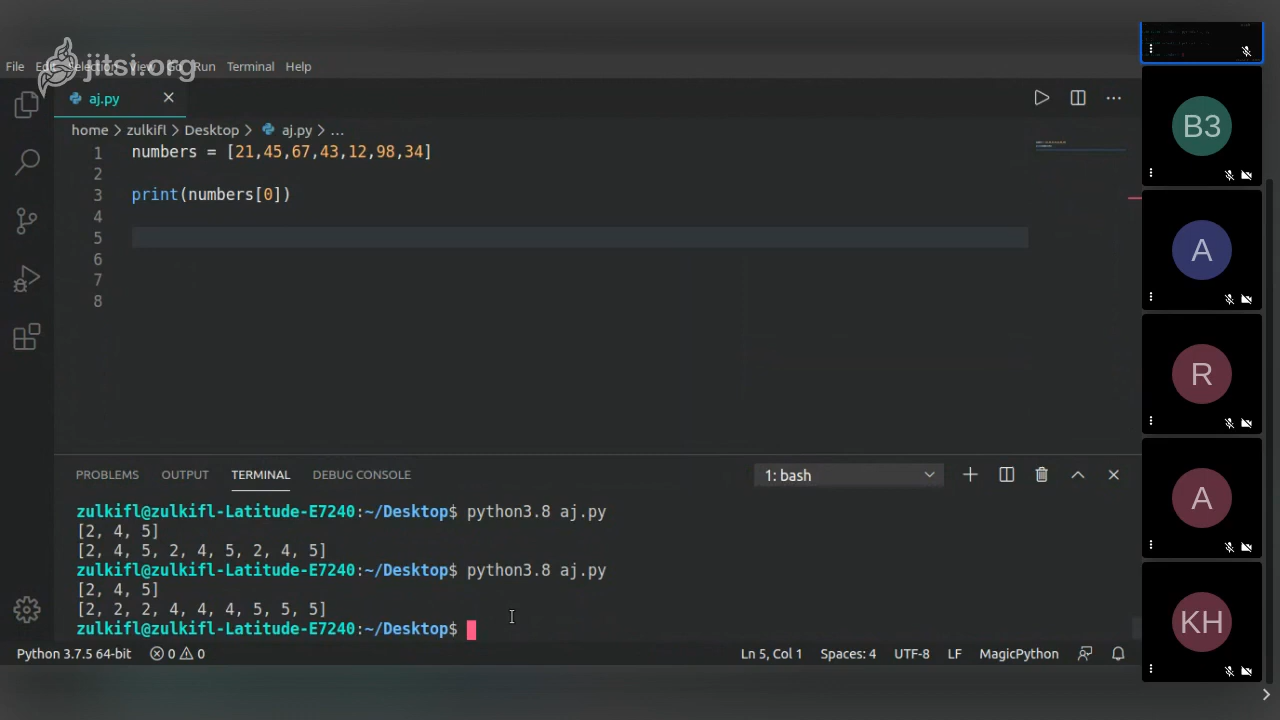 jitsi.org
File Edit Selection View Go Run Terminal Help
aj.py
home > zulkifl > Desktop > aj.py > ...
1 numbers = [21,45,67,43,12,98,34]
2
3 print(numbers[0])
4
5
6
7
8
PROBLEMS OUTPUT TERMINAL DEBUG CONSOLE 1: bash
zulkifl@zulkifl-Latitude-E7240:~/Desktop$ python3.8 aj.py
[2, 4, 5]
[2, 4, 5, 2, 4, 5, 2, 4, 5]
zulkifl@zulkifl-Latitude-E7240:~/Desktop$ python3.8 aj.py
[2, 4, 5]
[2, 2, 2, 4, 4, 4, 5, 5, 5]
zulkifl@zulkifl-Latitude-E7240:~/Desktop$
Python 3.7.5 64-bit 0 0 Ln 5, Col 1 Spaces: 4 UTF-8 LF MagicPython
B3
A
R
A
KH